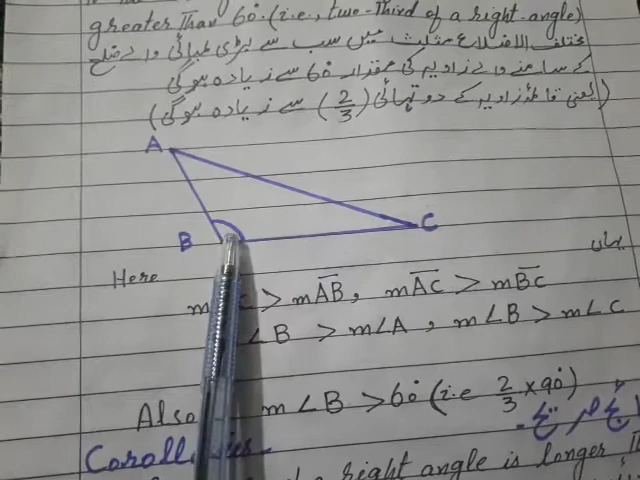 greater Than 60°. (i.e., two-Third of a right angle)
مختلف الاضلاع مثلث میں سب سے بڑی لمبائی والے ضلع
کے سامنے والے زاویہ کی مقدار 60 سے زیادہ ہوگی
(یعنی قائمہ زاویہ کے دو تہائی (2/3) سے زیادہ ہوگی)
A
B
C
یہاں
Here
m C > mAB, mAC > mBC
∠B > m∠A, m∠B > m∠C
Also m∠B > 60° (i.e 2/3 × 90°)
right angle is longer